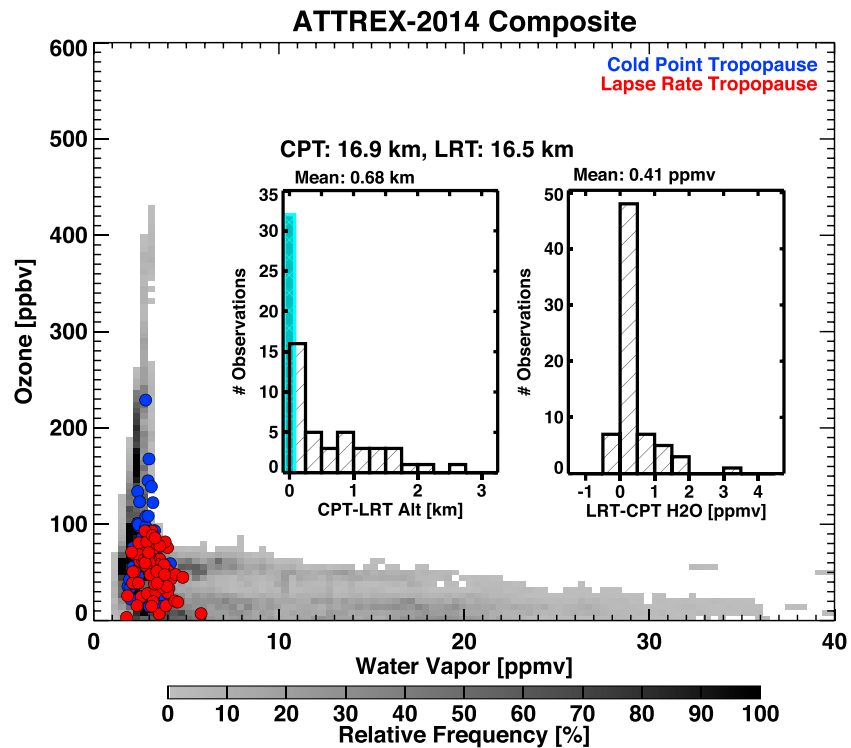 ATTREX-2014 Composite
Cold Point Tropopause
Lapse Rate Tropopause
CPT: 16.9 km, LRT: 16.5 km
Mean: 0.68 km
Mean: 0.41 ppmv
600
500
400
300
200
100
0
Ozone [ppbv]
35
30
25
20
15
10
5
0
# Observations
0 1 2 3
CPT-LRT Alt [km]
50
40
30
20
10
0
# Observations
-1 0 1 2 3 4
LRT-CPT H2O [ppmv]
0 10 20 30 40
Water Vapor [ppmv]
0 10 20 30 40 50 60 70 80 90 100
Relative Frequency [%]